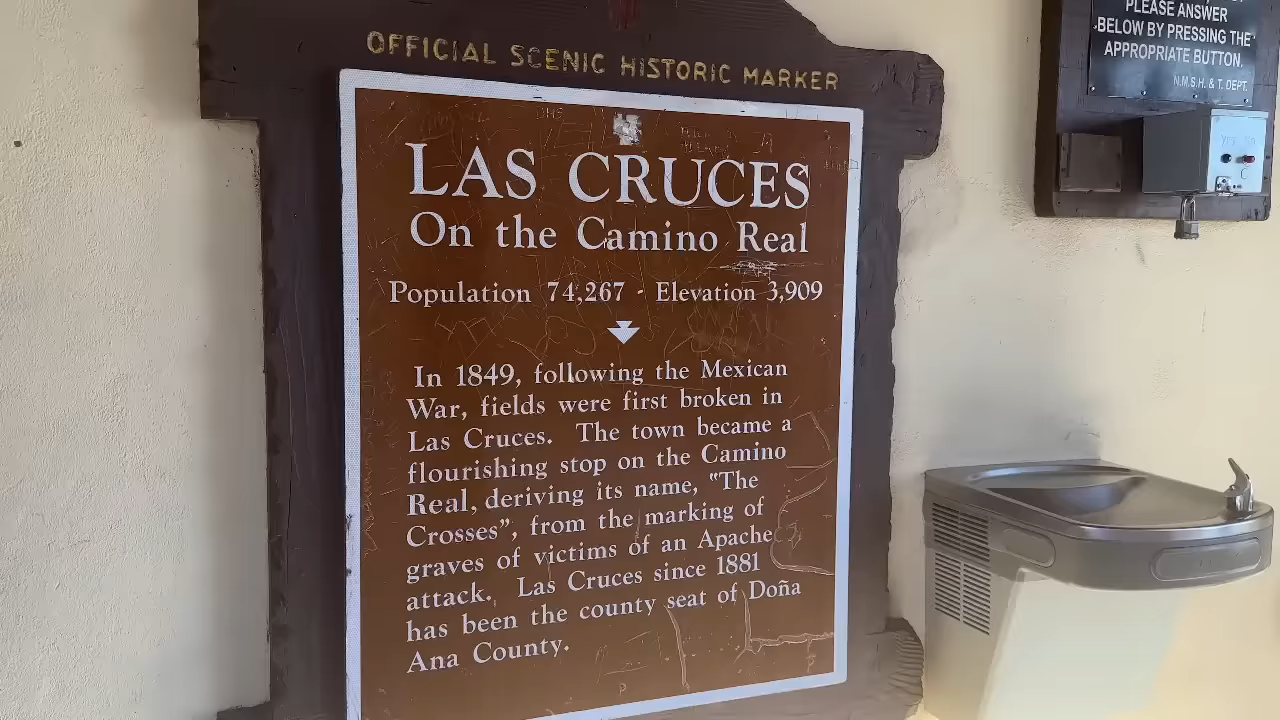 OFFICIAL SCENIC HISTORIC MARKER
LAS CRUCES
On the Camino Real
Population 74,267 - Elevation 3,909
In 1849, following the Mexican
War, fields were first broken in
Las Cruces. The town became a
flourishing stop on the Camino
Real, deriving its name, "The
Crosses", from the marking of
graves of victims of an Apache
attack. Las Cruces since 1881
has been the county seat of Doña
Ana County.
PLEASE ANSWER
BELOW BY PRESSING THE
APPROPRIATE BUTTON.
N.M.S.H. & T. DEPT.
YES NO